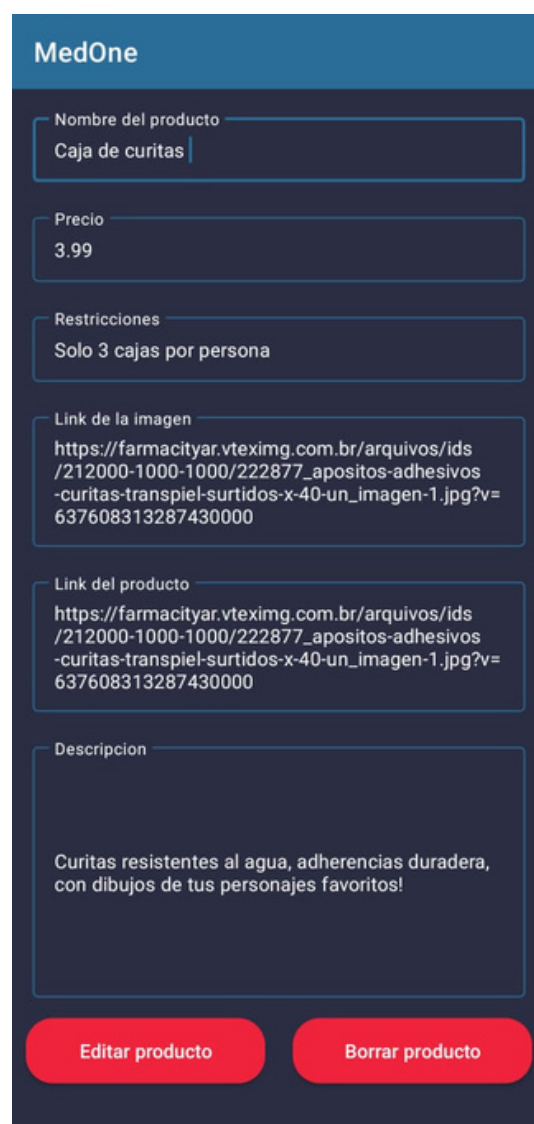 MedOne
Nombre del producto
Caja de curitas
Precio
3.99
Restricciones
Solo 3 cajas por persona
Link de la imagen
https://farmacityar.vteximg.com.br/arquivos/ids
/212000-1000-1000/222877_apositos-adhesivos
-curitas-transpiel-surtidos-x-40-un_imagen-1.jpg?v=
637608313287430000
Link del producto
https://farmacityar.vteximg.com.br/arquivos/ids
/212000-1000-1000/222877_apositos-adhesivos
-curitas-transpiel-surtidos-x-40-un_imagen-1.jpg?v=
637608313287430000
Descripcion
Curitas resistentes al agua, adherencias duradera,
con dibujos de tus personajes favoritos!
Editar producto
Borrar producto